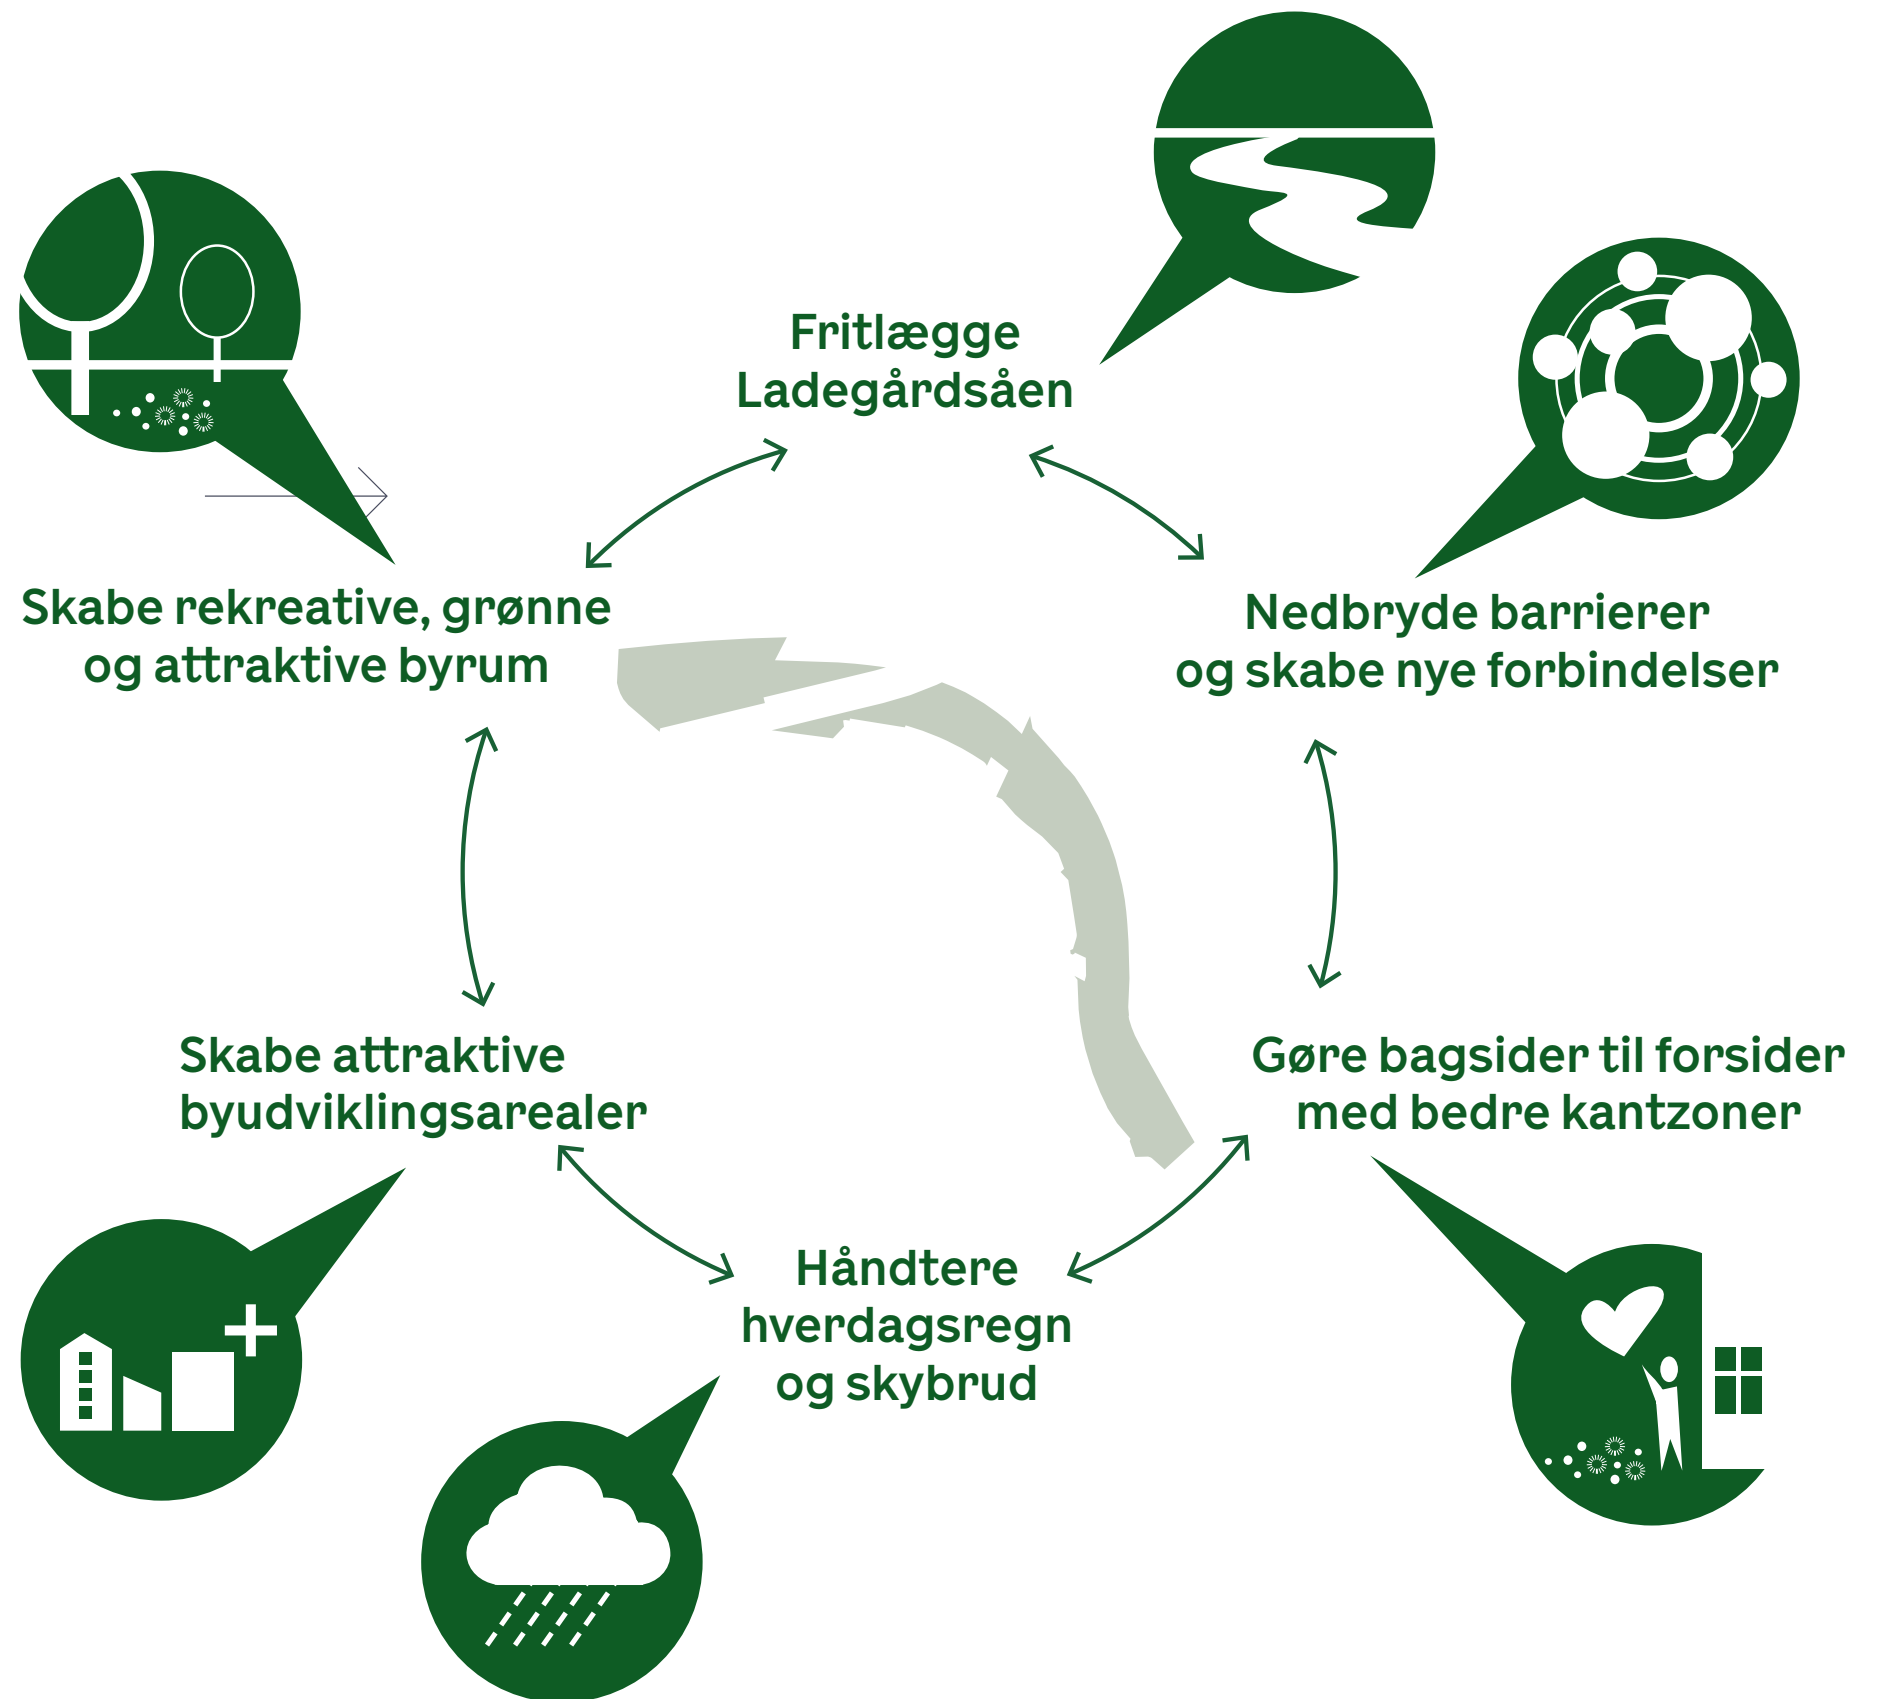 Fritlægge
Ladegårdsåen
Skabe rekreative, grønne
og attraktive byrum
Nedbryde barrierer
og skabe nye forbindelser
Skabe attraktive
byudviklingsarealer
Gøre bagsider til forsider
med bedre kantzoner
Håndtere
hverdagsregn
og skybrud